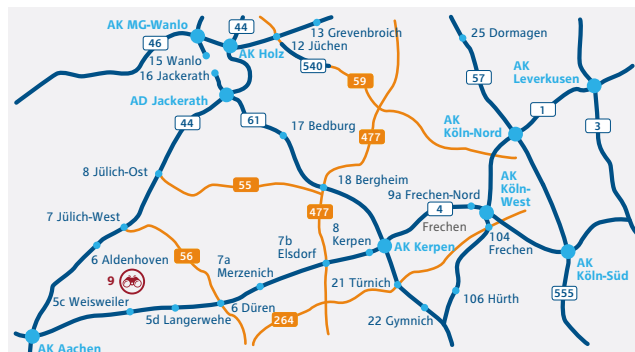 AK MG-Wanlo
44
13 Grevenbroich
46
12 Jüchen
AK Holz
25 Dormagen
15 Wanlo
16 Jackerath
540
AK
Leverkusen
59
57
AD Jackerath
1
44
61
AK
Köln-Nord
3
17 Bedburg
477
8 Jülich-Ost
18 Bergheim
AK
Köln-
West
55
9a Frechen-Nord
477
4
7 Jülich-West
8
Kerpen
Frechen
104
Frechen
7b
Elsdorf
AK Kerpen
6 Aldenhoven
56
7a
Merzenich
AK
Köln-Süd
9
21 Türnich
106 Hürth
555
5c Weisweiler
6 Düren
5d Langerwehe
264
22 Gymnich
AK Aachen